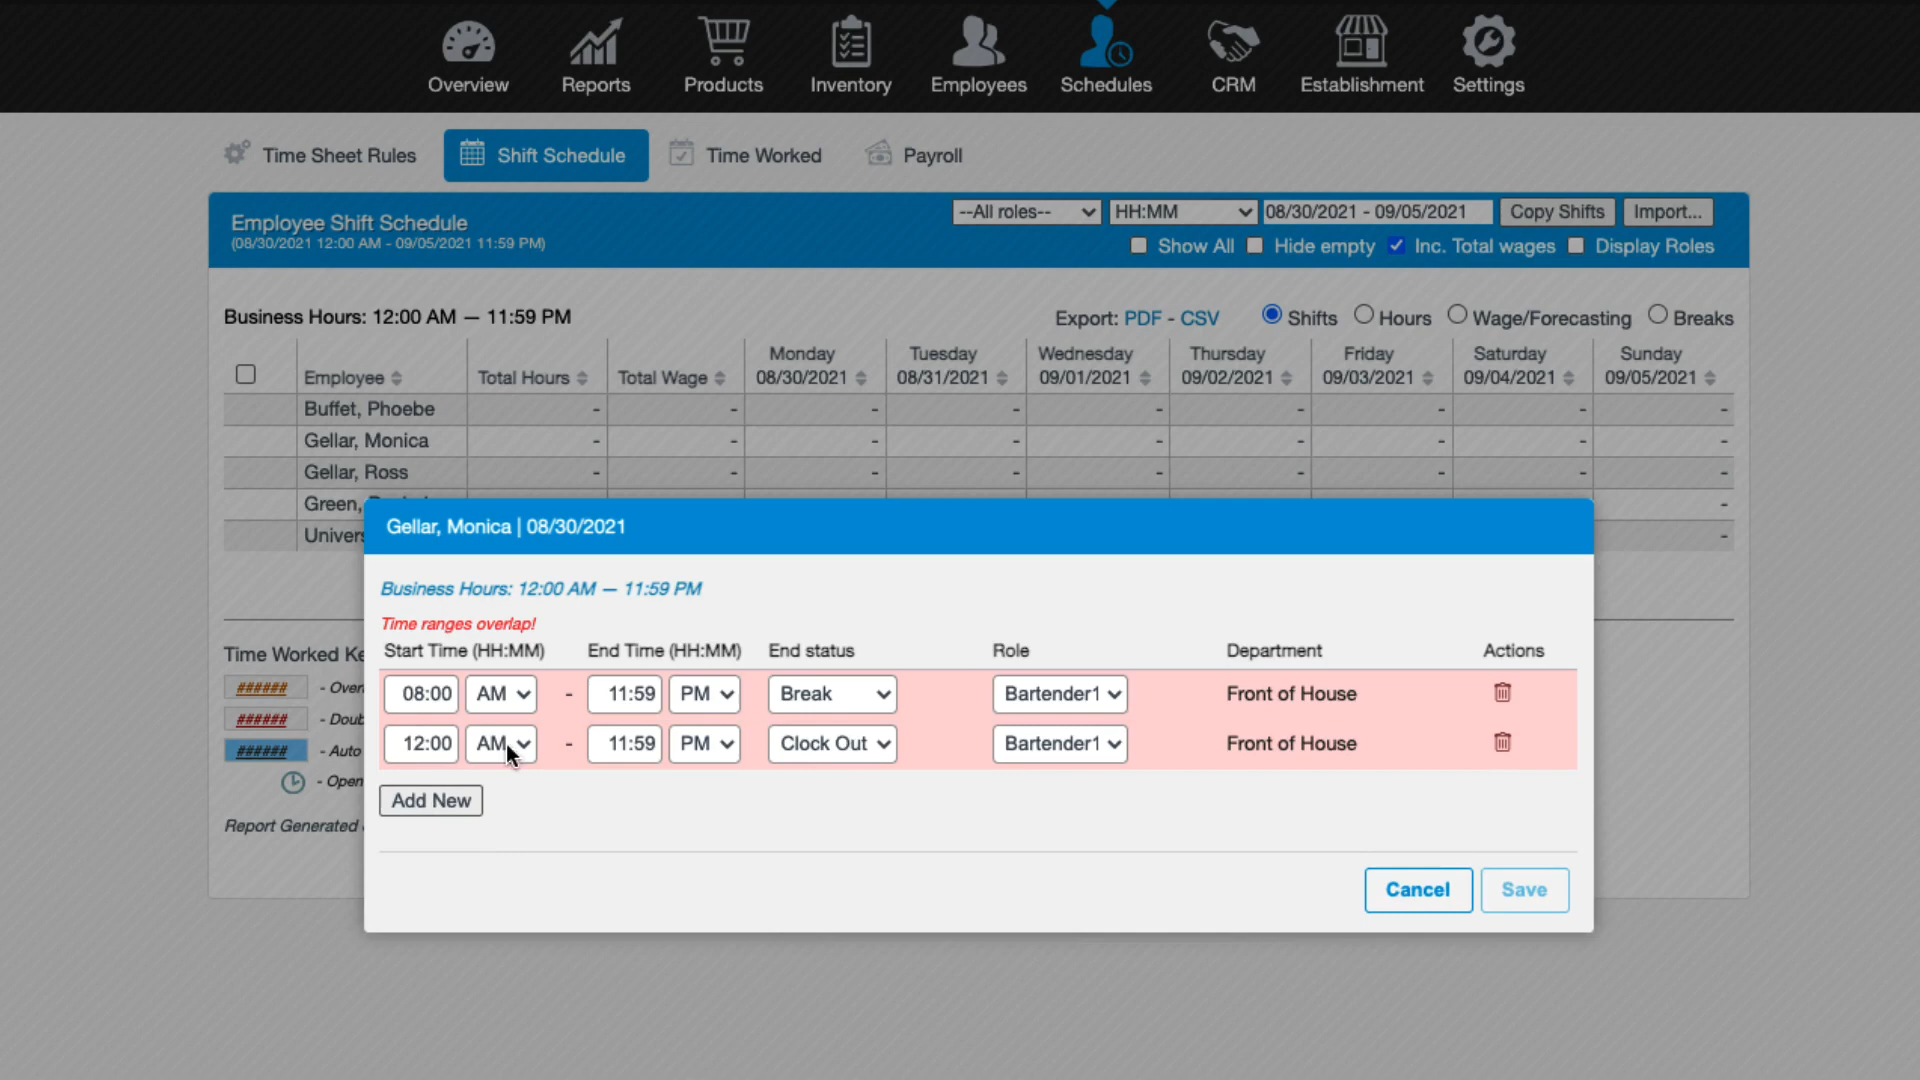 Overview Reports Products Inventory Employees Schedules CRM Establishment Settings
Time Sheet Rules Shift Schedule Time Worked Payroll
Employee Shift Schedule
(08/30/2021 12:00 AM - 09/05/2021 11:59 PM)
--All roles-- HH:MM 08/30/2021 - 09/05/2021 Copy Shifts Import...
Show All Hide empty Inc. Total wages Display Roles
Business Hours: 12:00 AM — 11:59 PM
Export: PDF - CSV Shifts Hours Wage/Forecasting Breaks
Monday Tuesday Wednesday Thursday Friday Saturday Sunday
Employee Total Hours Total Wage 08/30/2021 08/31/2021 09/01/2021 09/02/2021 09/03/2021 09/04/2021 09/05/2021
Buffet, Phoebe - - - - - - - - -
Gellar, Monica - - - - - - - - -
Gellar, Ross - - - - - - - - -
Green, -
Univers -
Gellar, Monica | 08/30/2021
Business Hours: 12:00 AM — 11:59 PM
Time ranges overlap!
Start Time (HH:MM) End Time (HH:MM) End status Role Department Actions
08:00 AM - 11:59 PM Break Bartender1 Front of House
12:00 AM - 11:59 PM Clock Out Bartender1 Front of House
Add New
Cancel Save
Time Worked Ke
###### - Over
###### - Doub
###### - Auto
- Open
Report Generated